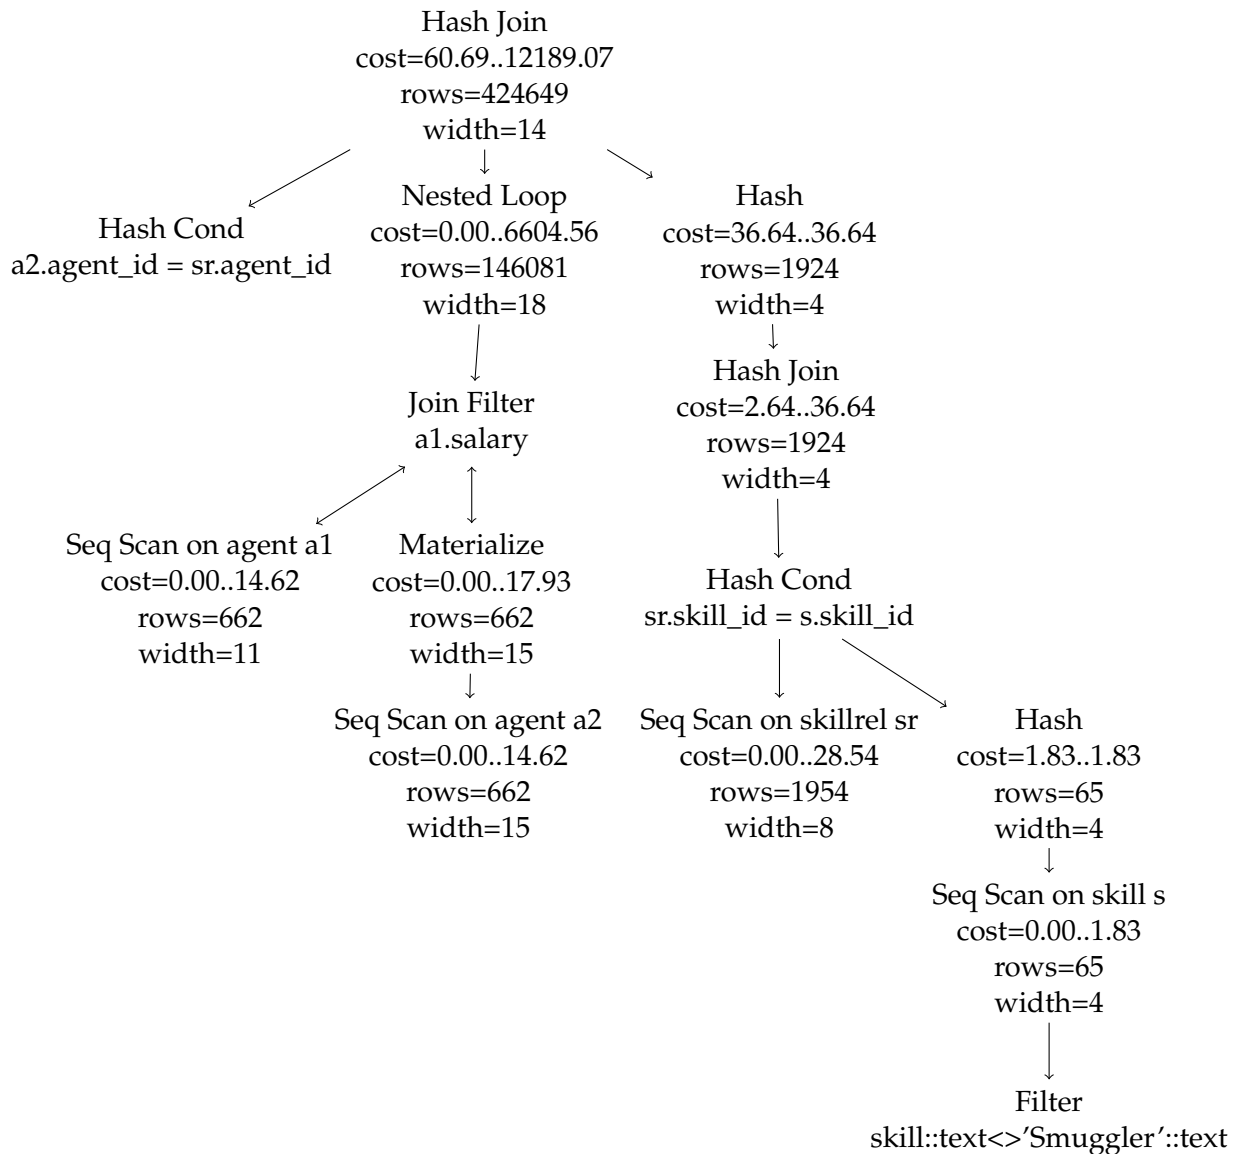 Hash Join
cost=60.69..12189.07
rows=424649
width=14
Hash Cond
a2.agent_id = sr.agent_id
Nested Loop
cost=0.00..6604.56
rows=146081
width=18
Hash
cost=36.64..36.64
rows=1924
width=4
Join Filter
a1.salary
Hash Join
cost=2.64..36.64
rows=1924
width=4
Seq Scan on agent a1
cost=0.00..14.62
rows=662
width=11
Materialize
cost=0.00..17.93
rows=662
width=15
Hash Cond
sr.skill_id = s.skill_id
Seq Scan on agent a2
cost=0.00..14.62
rows=662
width=15
Seq Scan on skillrel sr
cost=0.00..28.54
rows=1954
width=8
Hash
cost=1.83..1.83
rows=65
width=4
Seq Scan on skill s
cost=0.00..1.83
rows=65
width=4
Filter
skill::text<>’Smuggler’::text